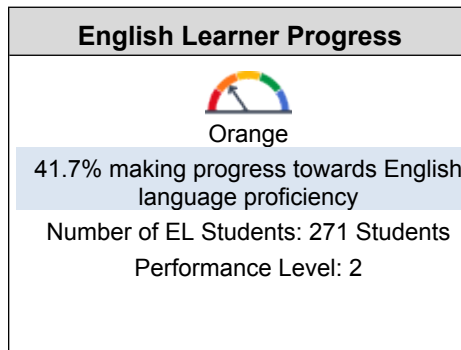 English Learner Progress
Orange
41.7% making progress towards English
language proficiency
Number of EL Students: 271 Students
Performance Level: 2